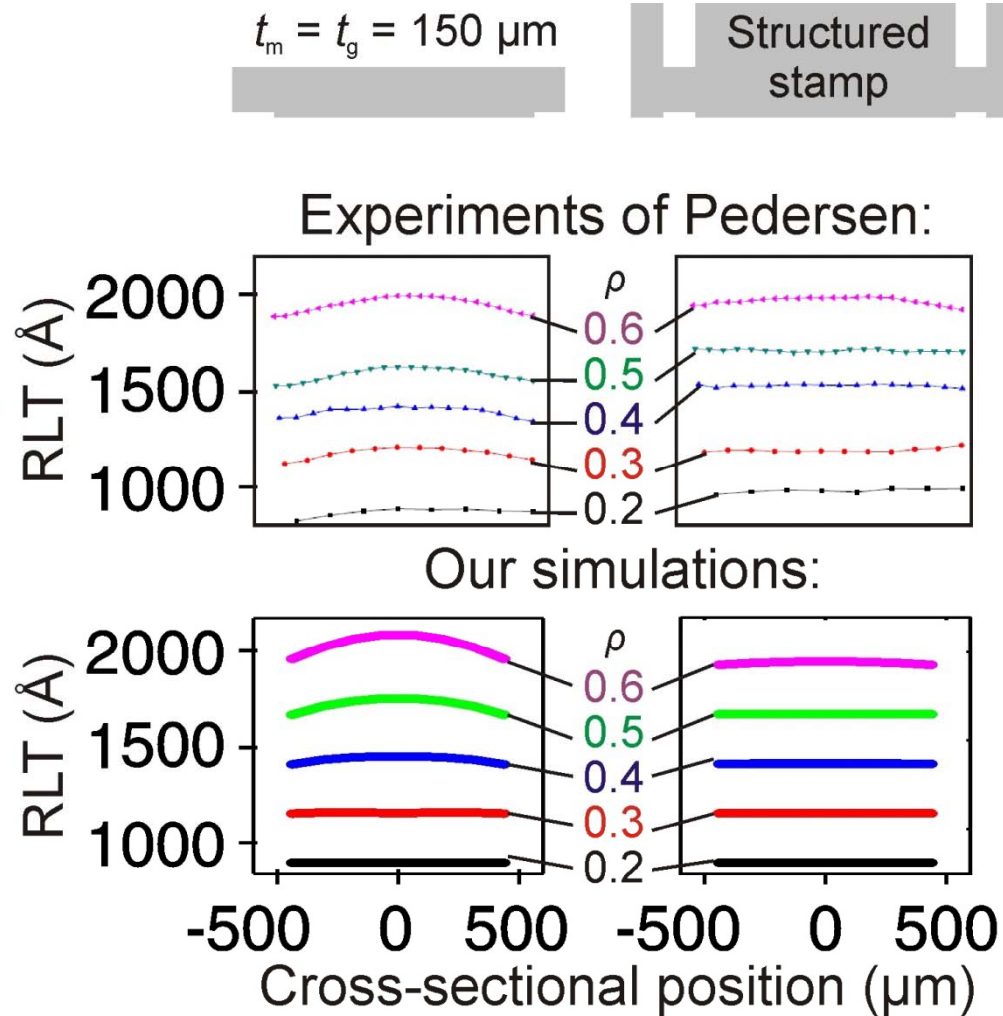 tm = tg = 150 µm
Structured
stamp
Experiments of Pedersen:
RLT (Å)
2000
1500
1000
ρ
0.6
0.5
0.4
0.3
0.2
Our simulations:
RLT (Å)
2000
1500
1000
ρ
0.6
0.5
0.4
0.3
0.2
-500 0 500 -500 0 500
Cross-sectional position (µm)